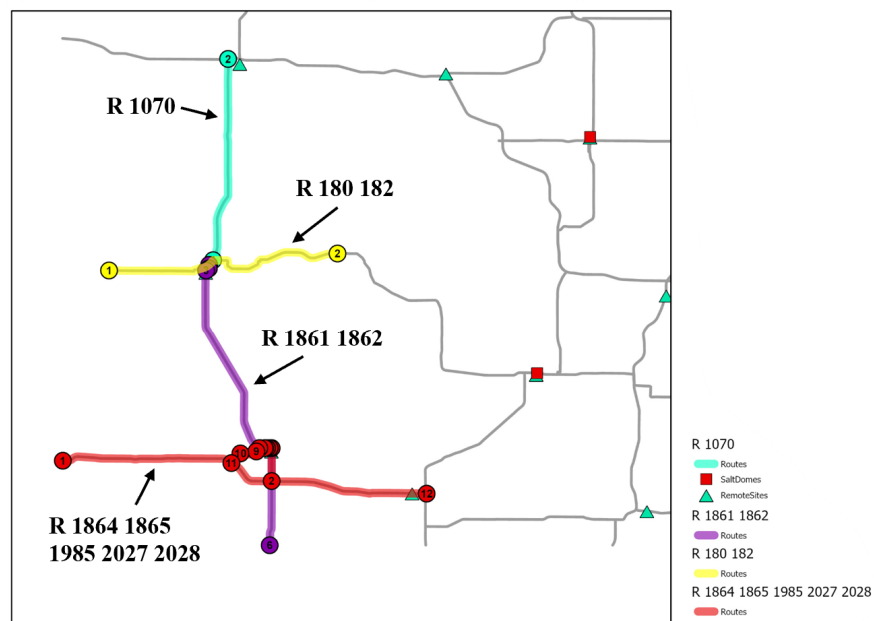 2
R 1070
R 180 182
1
2
R 1861 1862
1
10
9
11
2
12
R 1864 1865
1985 2027 2028
6
R 1070
Routes
SaltDomes
RemoteSites
R 1861 1862
Routes
R 180 182
Routes
R 1864 1865 1985 2027 2028
Routes